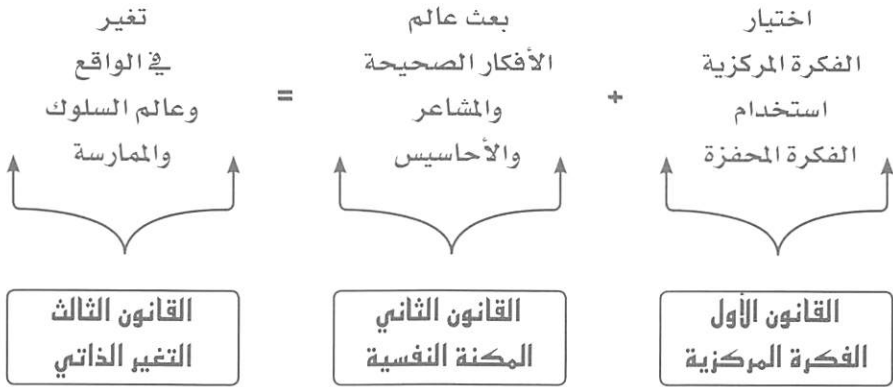 اختيار
الفكرة المركزية
استخدام
الفكرة المحفزة
+
بعث عالم
الأفكار الصحيحة
والمشاعر
والأحاسيس
=
تغير
في الواقع
وعالم السلوك
والممارسة
القانون الأول
الفكرة المركزية
القانون الثاني
المكنة النفسية
القانون الثالث
التغير الذاتي